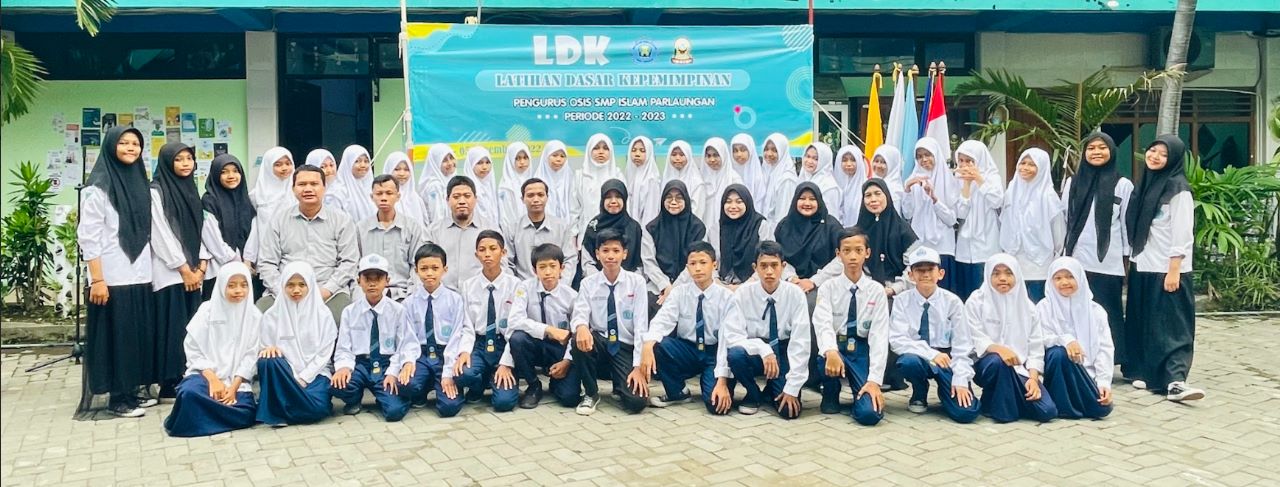 LDK
LATIHAN DASAR KEPEMIMPINAN
PENGURUS OSIS SMP ISLAM PARLAUNGAN
PERIODE 2022 - 2023